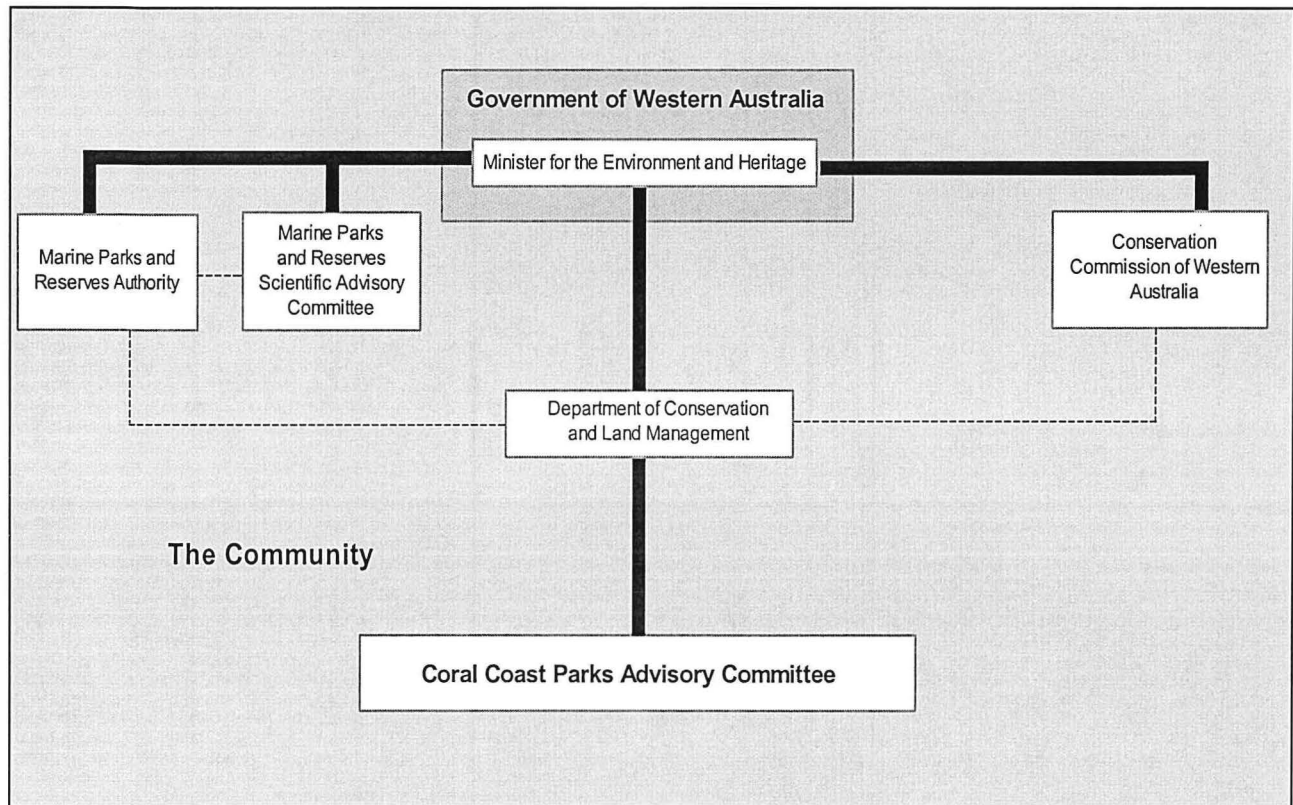 Government of Western Australia
Minister for the Environment and Heritage
Marine Parks and
Reserves Authority
Marine Parks
and Reserves
Scientific Advisory
Committee
Conservation
Commission of Western
Australia
Department of Conservation
and Land Management
The Community
Coral Coast Parks Advisory Committee